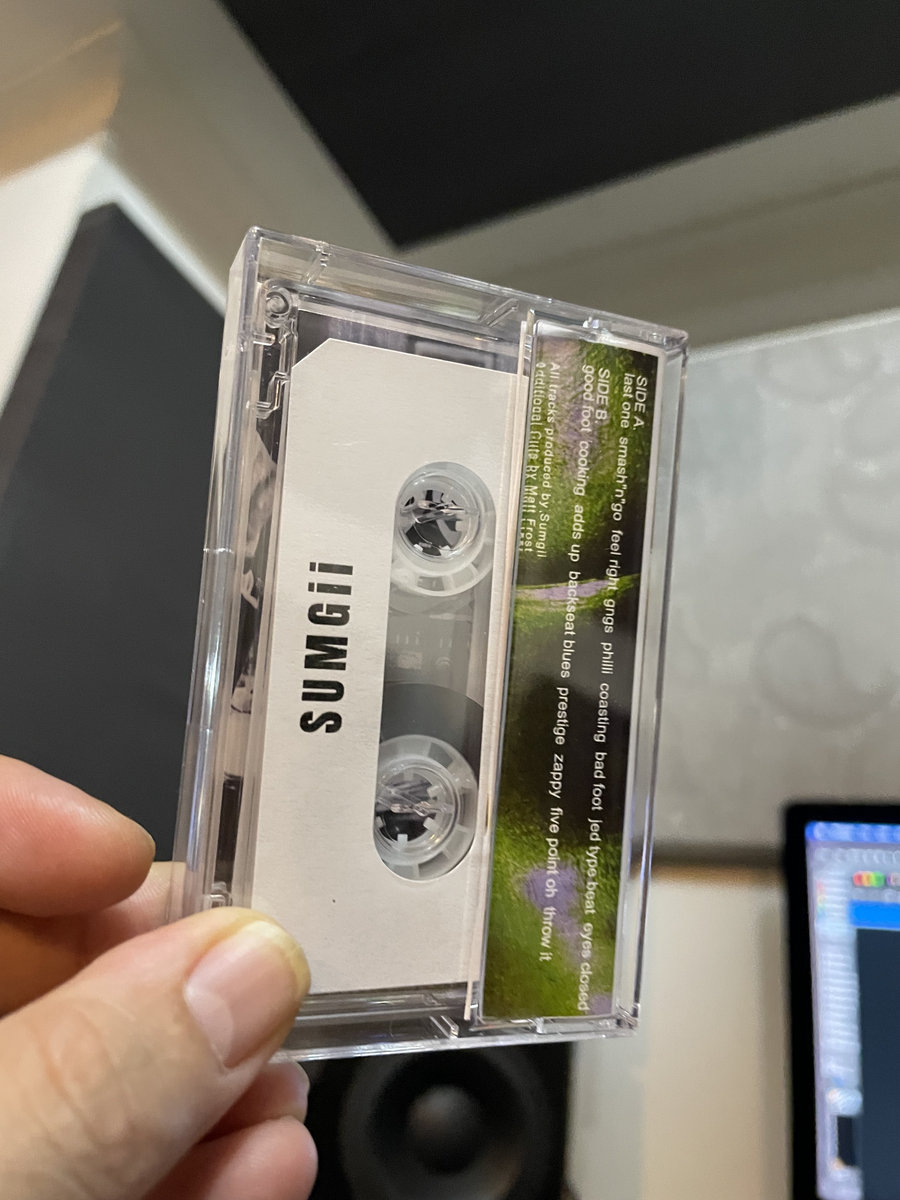 SUMGii
SIDE A.
last one smash"n"go feel right gngs philli coasting bad foot jed type beat eyes closed
SIDE B.
good foot cooking adds up backseat blues prestige zappy five point oh throw it
All tracks produced by Sumgii
Additional Cuts by Matt Frost